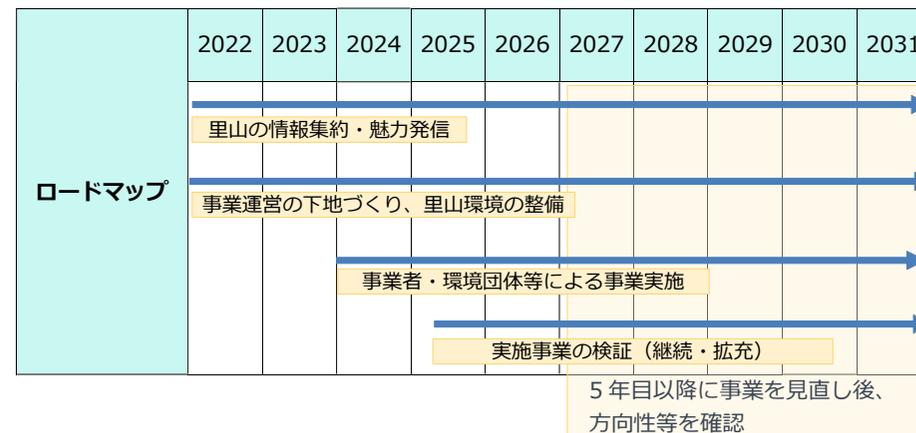 2022 2023 2024 2025 2026 2027 2028 2029 2030 2031
里山の情報集約・魅力発信
ロードマップ
事業運営の下地づくり、里山環境の整備
事業者・環境団体等による事業実施
実施事業の検証（継続・拡充）
5 年目以降に事業を見直し後、
方向性等を確認